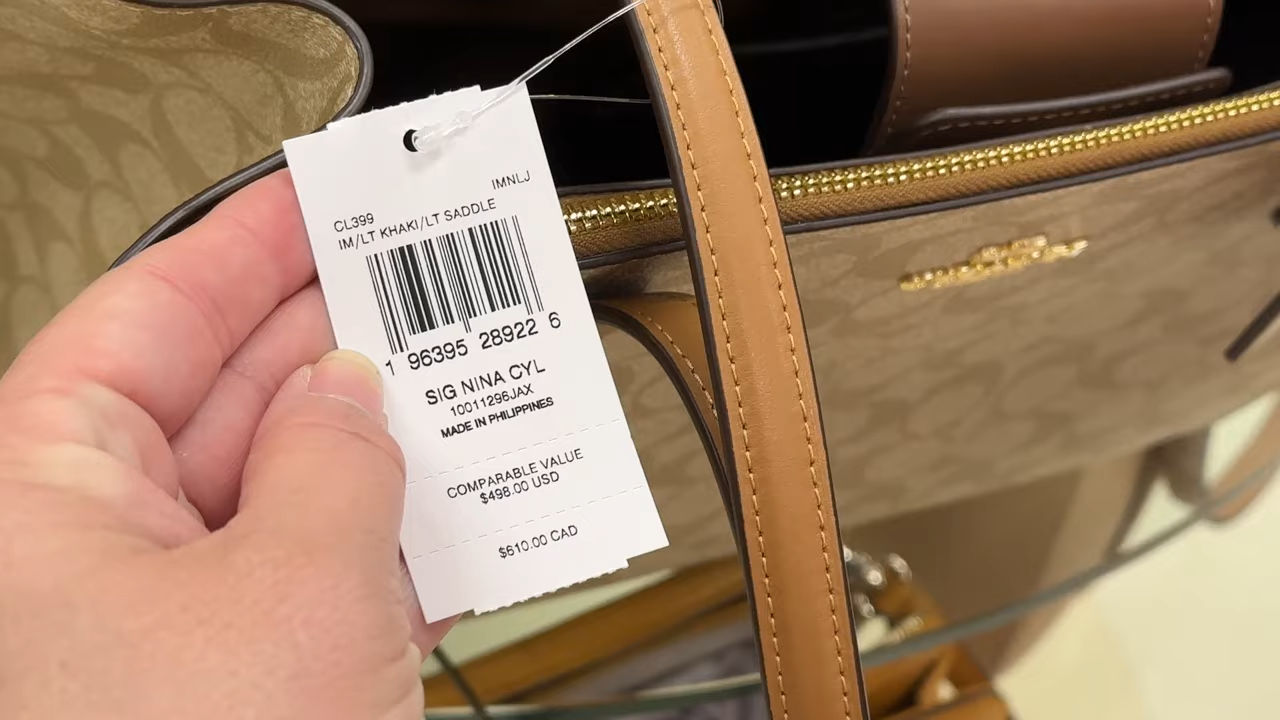 IMNLJ
CL399
IM/LT KHAKI/LT SADDLE
1 96395 28922 6
SIG NINA CYL
10011296JAX
MADE IN PHILIPPINES
COMPARABLE VALUE
$498.00 USD
$610.00 CAD